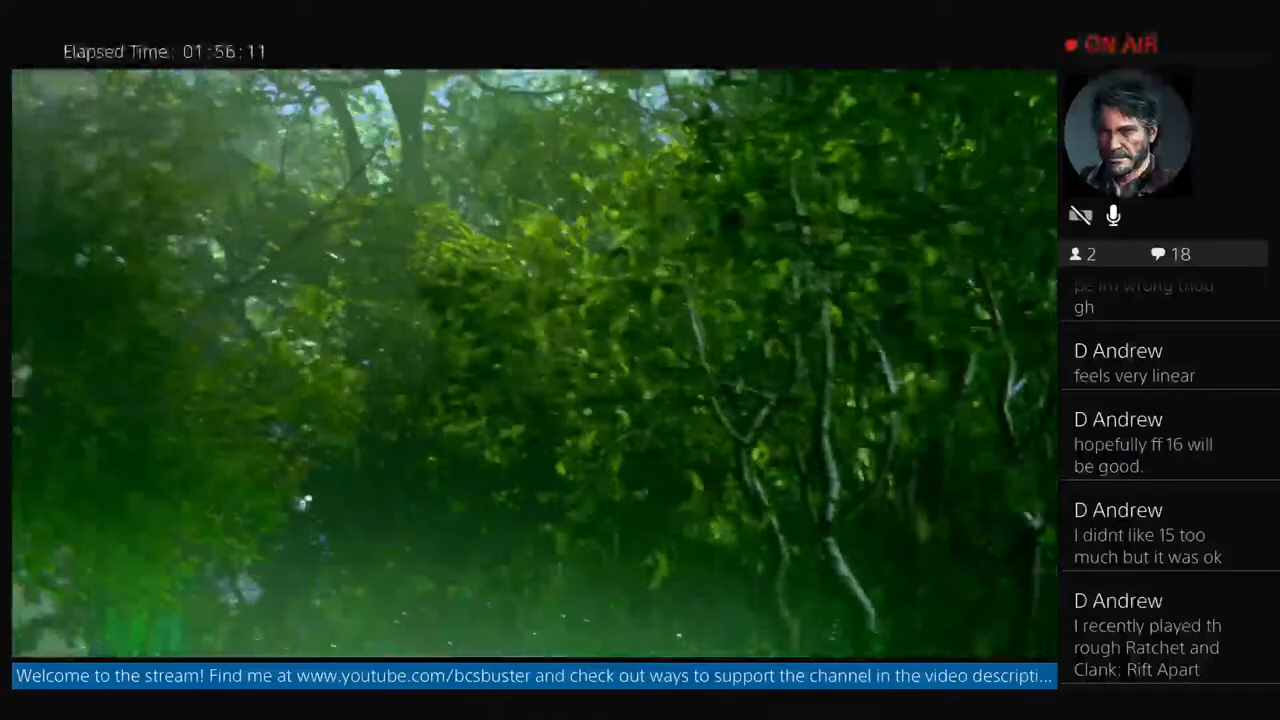 Elapsed Time: 01:56:11
ON AIR
2 18
gh
D Andrew
feels very linear
D Andrew
hopefully ff 16 will
be good.
D Andrew
I didnt like 15 too
much but it was ok
D Andrew
I recently played th
rough Ratchet and
Clank: Rift Apart
Welcome to the stream! Find me at www.youtube.com/bcsbuster and check out ways to support the channel in the video descripti...